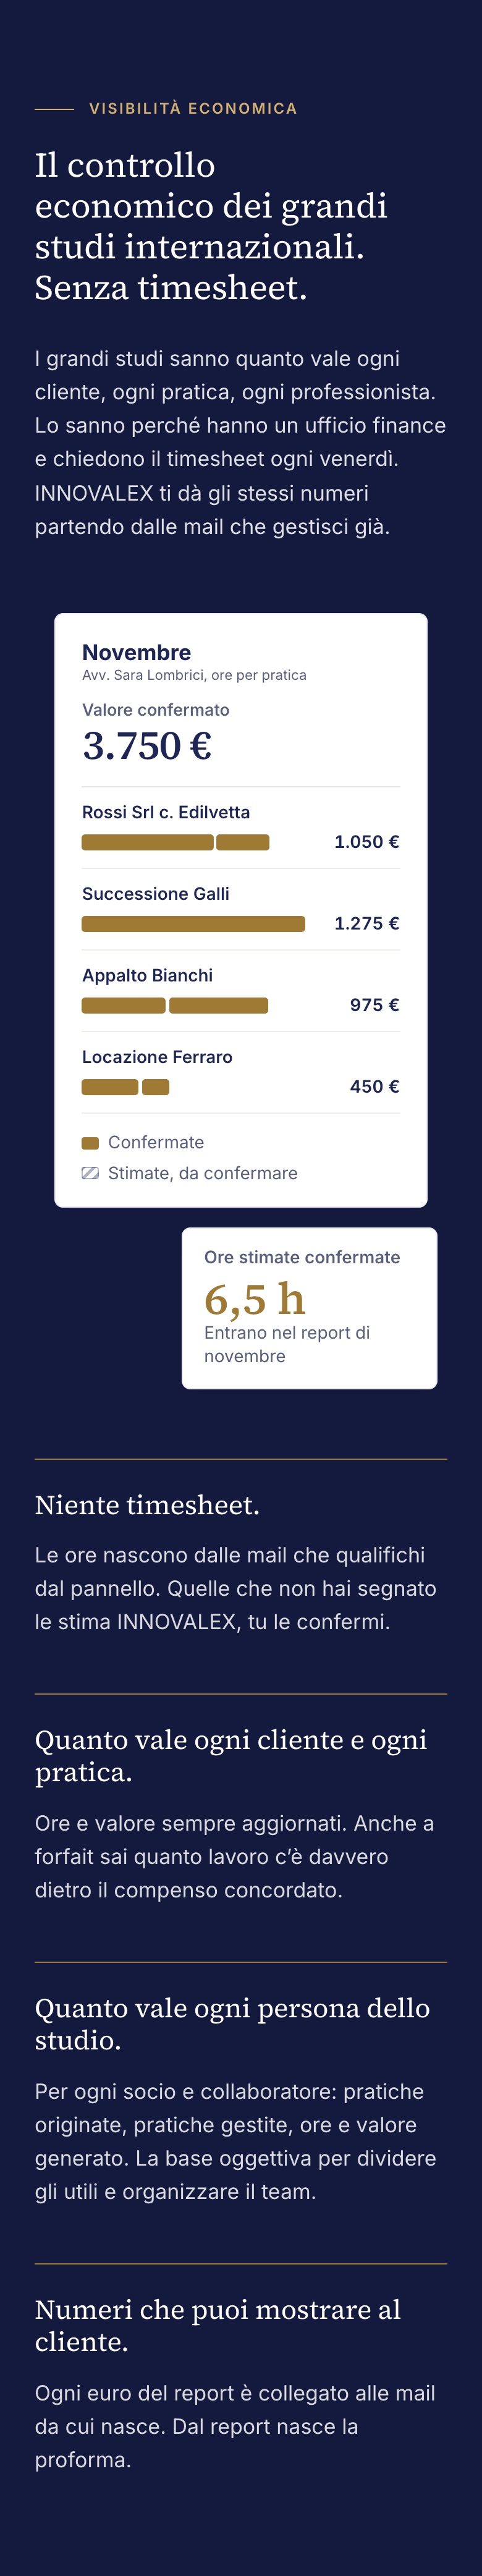 VISIBILITÀ ECONOMICA
Il controllo
economico dei grandi
studi internazionali.
Senza timesheet.
I grandi studi sanno quanto vale ogni
cliente, ogni pratica, ogni professionista.
Lo sanno perché hanno un ufficio finance
e chiedono il timesheet ogni venerdì.
INNOVALEX ti dà gli stessi numeri
partendo dalle mail che gestisci già.
Novembre
Avv. Sara Lombrici, ore per pratica
Valore confermato
3.750 €
Rossi Srl c. Edilvetta
1.050 €
Successione Galli
1.275 €
Appalto Bianchi
975 €
Locazione Ferraro
450 €
Confermate
Stimate, da confermare
Ore stimate confermate
6,5 h
Entrano nel report di
novembre
Niente timesheet.
Le ore nascono dalle mail che qualifichi
dal pannello. Quelle che non hai segnato
le stima INNOVALEX, tu le confermi.
Quanto vale ogni cliente e ogni
pratica.
Ore e valore sempre aggiornati. Anche a
forfait sai quanto lavoro c’è davvero
dietro il compenso concordato.
Quanto vale ogni persona dello
studio.
Per ogni socio e collaboratore: pratiche
originate, pratiche gestite, ore e valore
generato. La base oggettiva per dividere
gli utili e organizzare il team.
Numeri che puoi mostrare al
cliente.
Ogni euro del report è collegato alle mail
da cui nasce. Dal report nasce la
proforma.